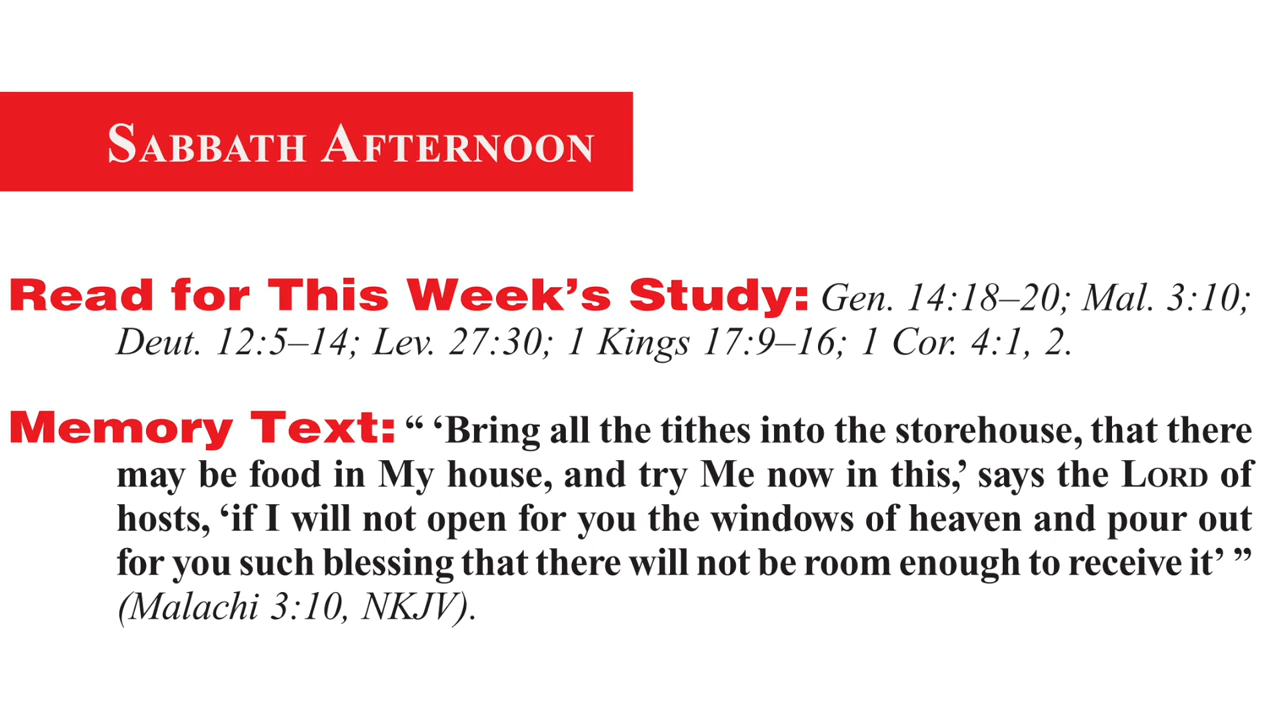 SABBATH AFTERNOON
Read for This Week’s Study: Gen. 14:18–20; Mal. 3:10;
Deut. 12:5–14; Lev. 27:30; 1 Kings 17:9–16; 1 Cor. 4:1, 2.
Memory Text: “ ‘Bring all the tithes into the storehouse, that there
may be food in My house, and try Me now in this,’ says the LORD of
hosts, ‘if I will not open for you the windows of heaven and pour out
for you such blessing that there will not be room enough to receive it’ ”
(Malachi 3:10, NKJV).